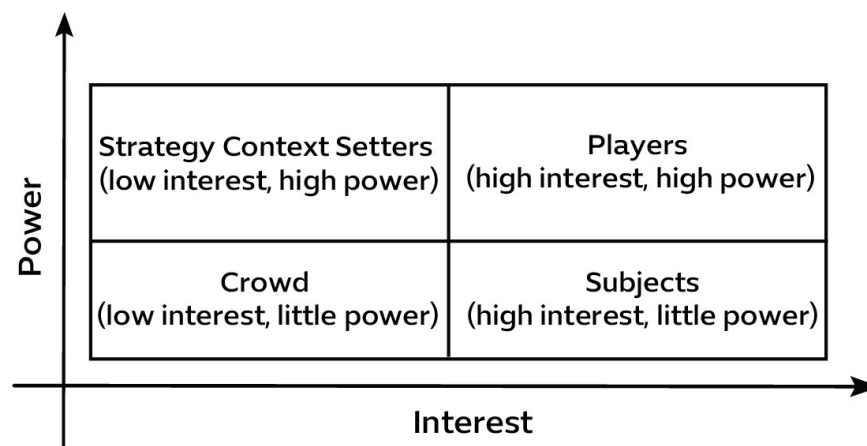 Power
Strategy Context Setters
(low interest, high power)
Players
(high interest, high power)
Crowd
(low interest, little power)
Subjects
(high interest, little power)
Interest